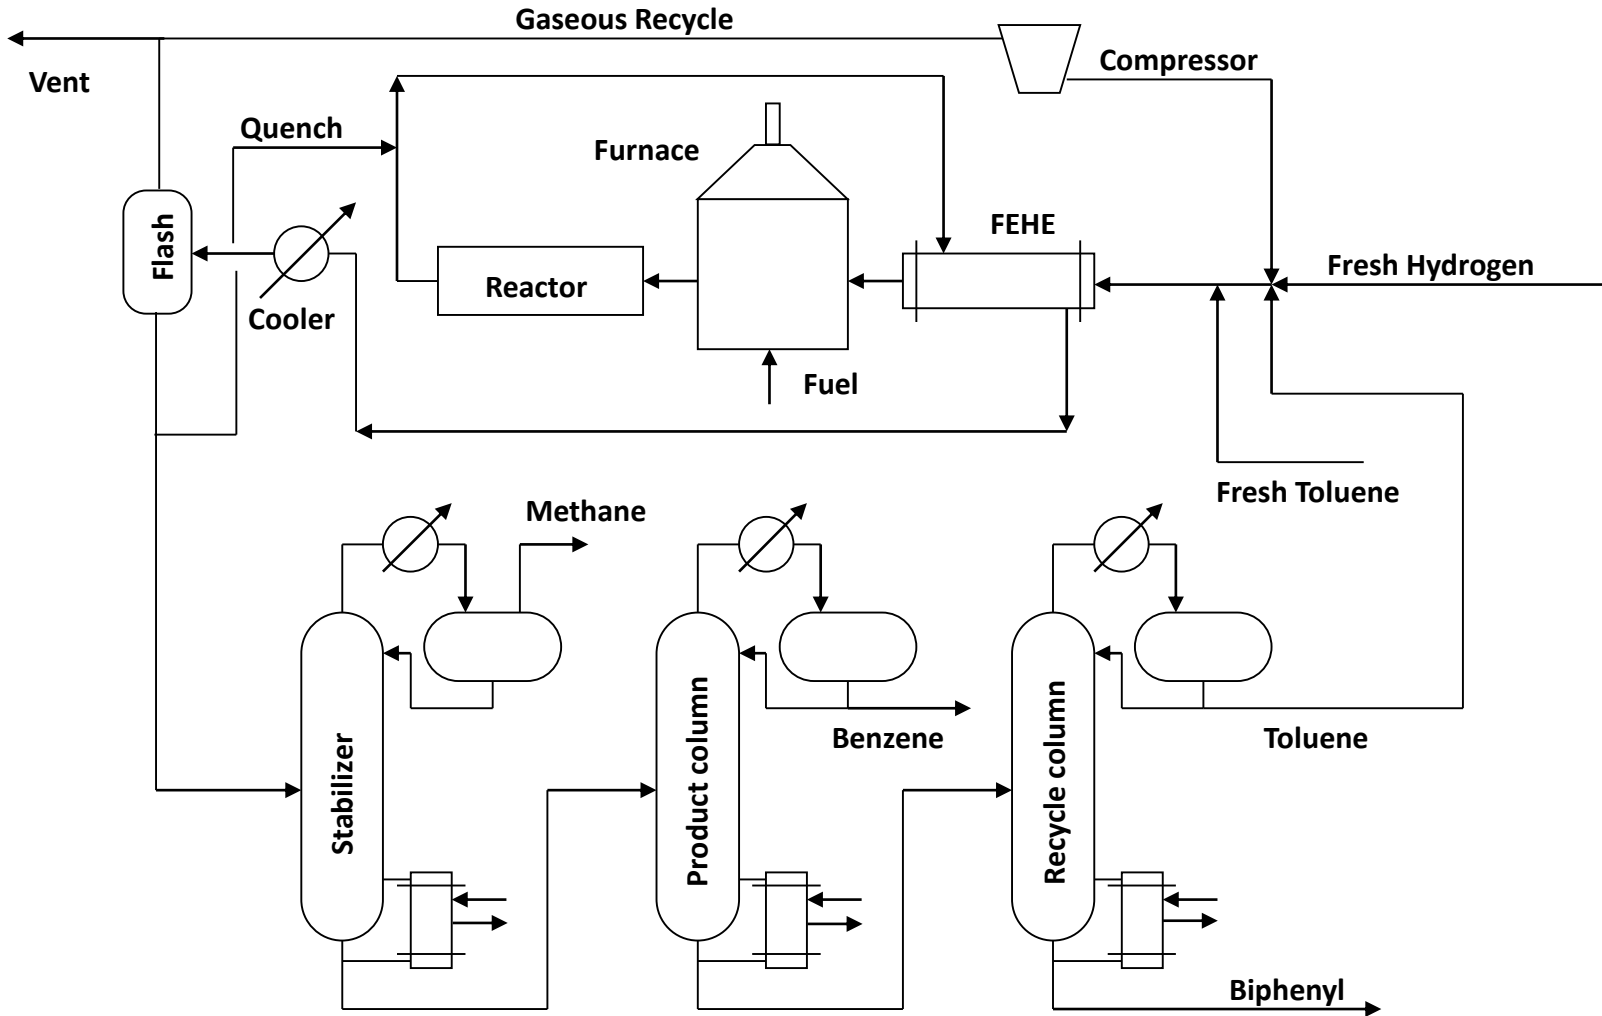 Gaseous Recycle
Compressor
Vent
Quench
Furnace
FEHE
Flash
Fresh Hydrogen
Reactor
Cooler
Fuel
Fresh Toluene
Methane
Stabilizer
Product column
Recycle column
Benzene
Toluene
Biphenyl